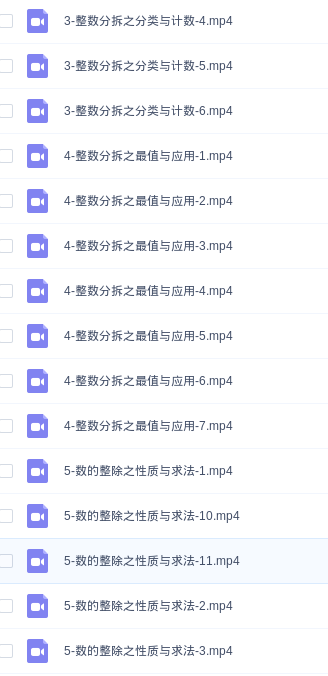 3-整数分拆之分类与计数-4.mp4
3-整数分拆之分类与计数-5.mp4
3-整数分拆之分类与计数-6.mp4
4-整数分拆之最值与应用-1.mp4
4-整数分拆之最值与应用-2.mp4
4-整数分拆之最值与应用-3.mp4
4-整数分拆之最值与应用-4.mp4
4-整数分拆之最值与应用-5.mp4
4-整数分拆之最值与应用-6.mp4
4-整数分拆之最值与应用-7.mp4
5-数的整除之性质与求法-1.mp4
5-数的整除之性质与求法-10.mp4
5-数的整除之性质与求法-11.mp4
5-数的整除之性质与求法-2.mp4
5-数的整除之性质与求法-3.mp4